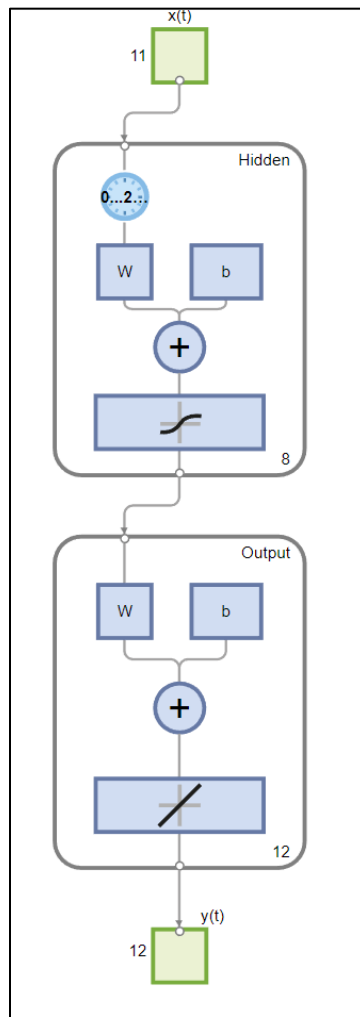 x(t)
11
Hidden
0...2...
W
b
+
8
Output
W
b
+
12
y(t)
12